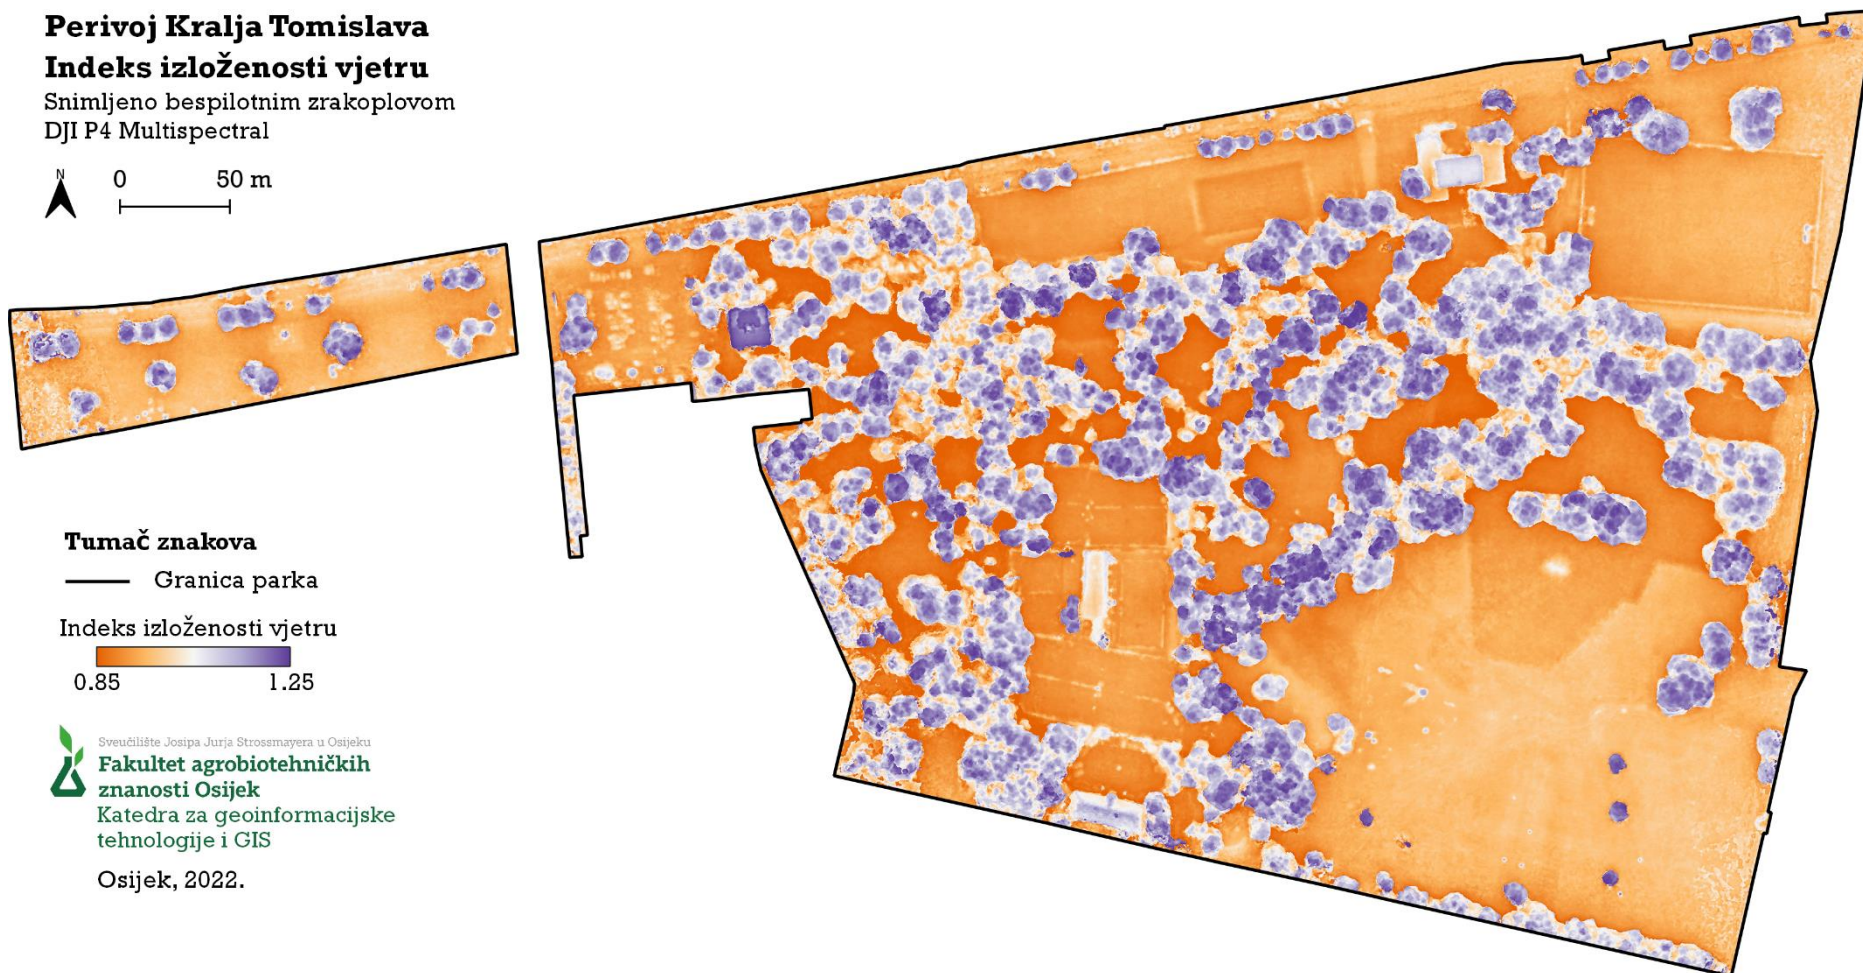 Perivoj Kralja Tomislava
Indeks izloženosti vjetru
Snimljeno bespilotnim zrakoplovom
DJI P4 Multispectral
N
0 50 m
Tumač znakova
Granica parka
Indeks izloženosti vjetru
0.85 1.25
Sveučilište Josipa Jurja Strossmayera u Osijeku
Fakultet agrobiotehničkih
znanosti Osijek
Katedra za geoinformacijske
tehnologije i GIS
Osijek, 2022.